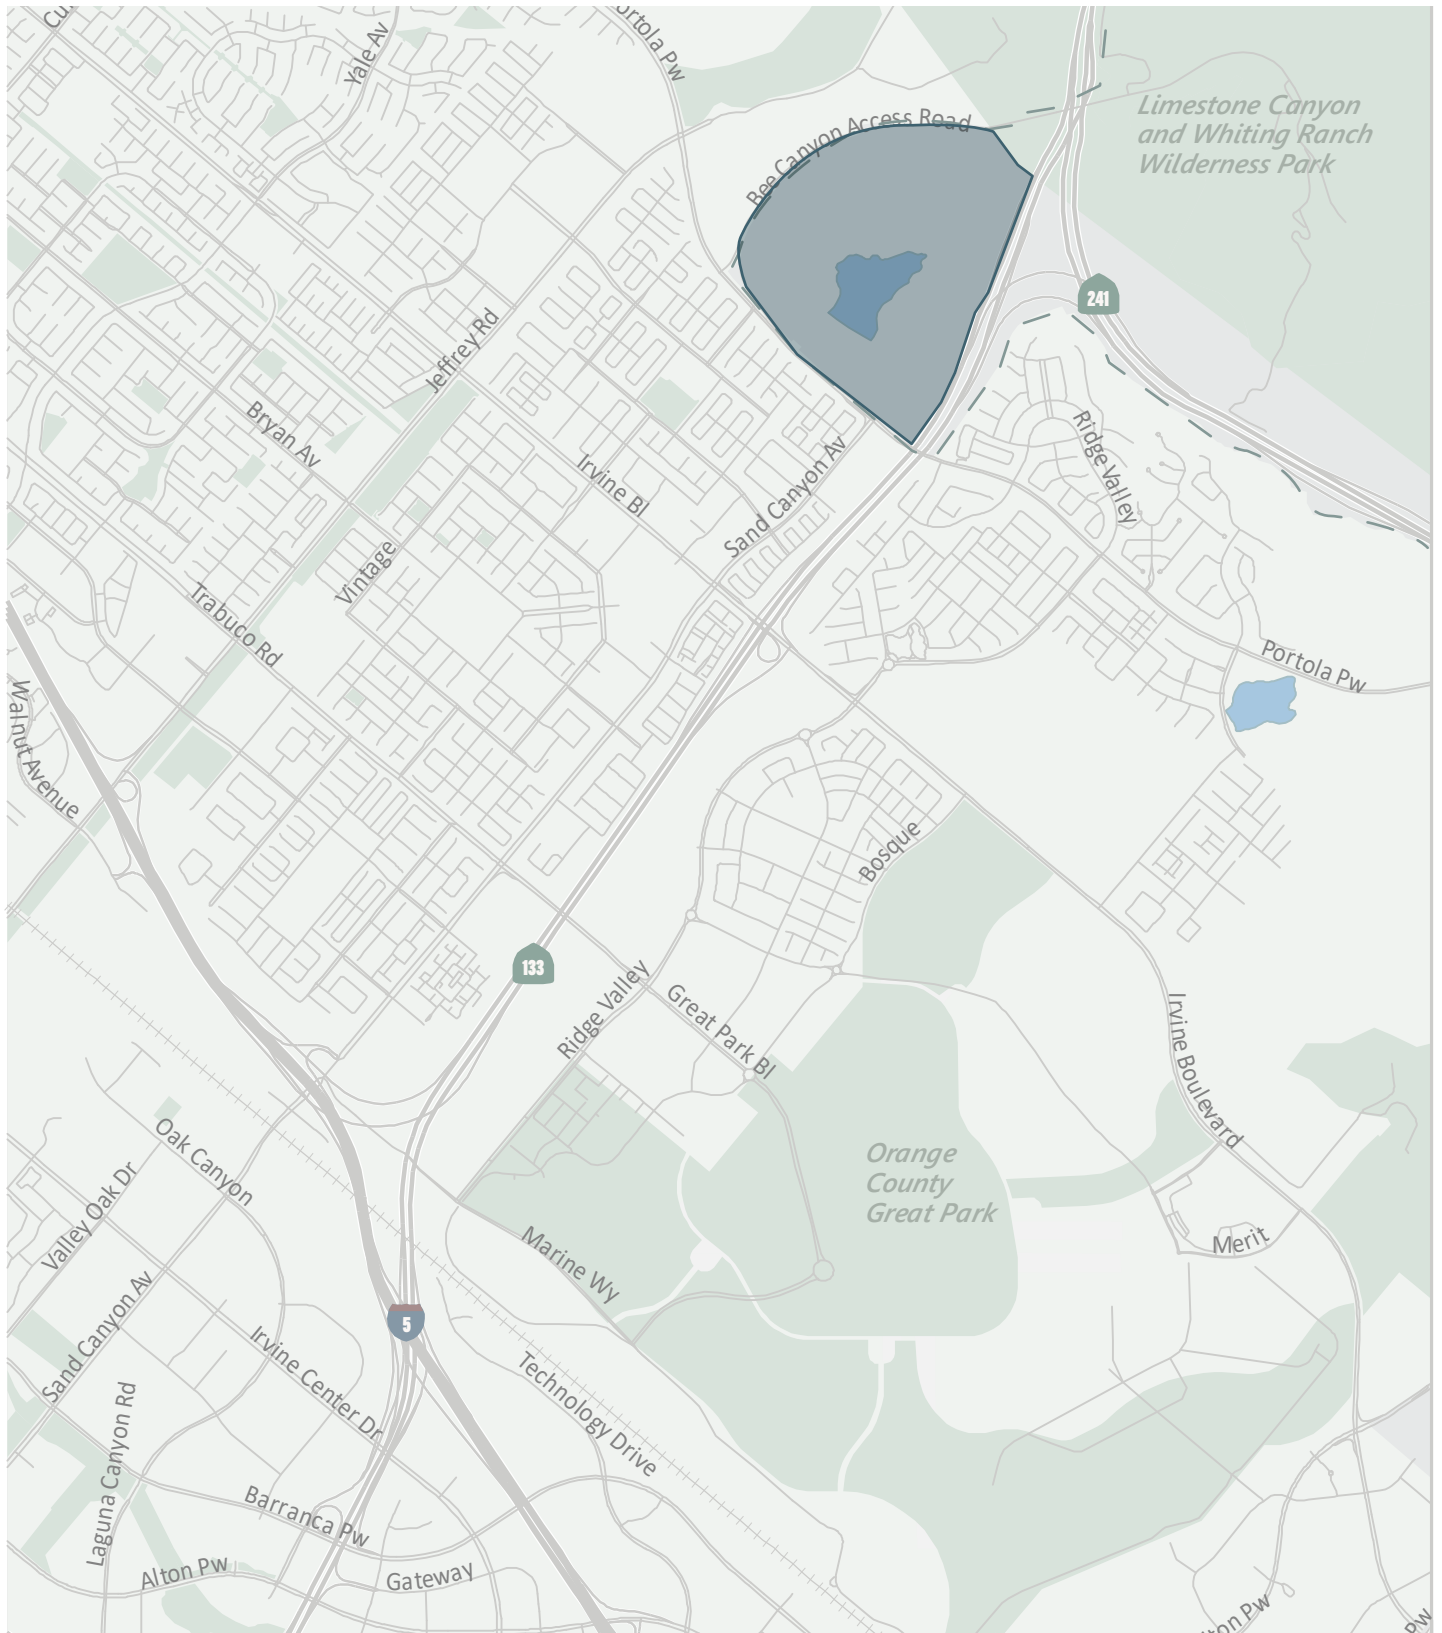 Yale Av
Portola Pw
Bee Canyon Access Road
Limestone Canyon
and Whiting Ranch
Wilderness Park
241
Jeffrey Rd
Bryan Av
Irvine Bl
Sand Canyon Av
Ridge Valley
Vintage
Trabuco Rd
Portola Pw
Walnut Avenue
Bosque
133
Ridge Valley
Great Park Bl
Irvine Boulevard
Oak Canyon
Valley Oak Dr
Orange
County
Great Park
Merit
Marine Wy
Sand Canyon Av
5
Irvine Center Dr
Technology Drive
Laguna Canyon Rd
Barranca Pw
Alton Pw
Gateway
lton Pw
Pw